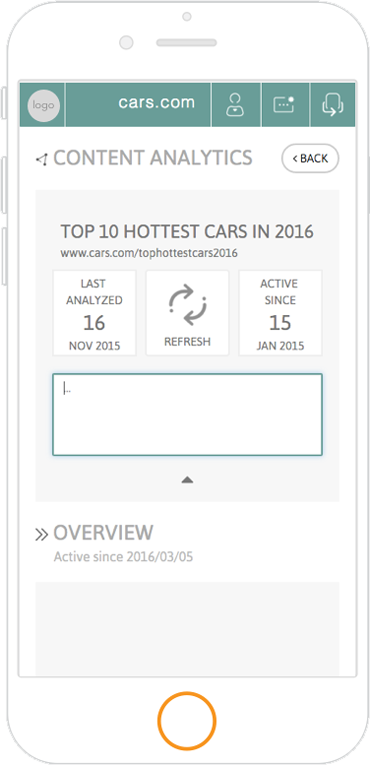 logo
cars.com
CONTENT ANALYTICS
< BACK
TOP 10 HOTTEST CARS IN 2016
www.cars.com/tophottestcars2016
LAST
ANALYZED
16
NOV 2015
REFRESH
ACTIVE
SINCE
15
JAN 2015
...
OVERVIEW
Active since 2016/03/05